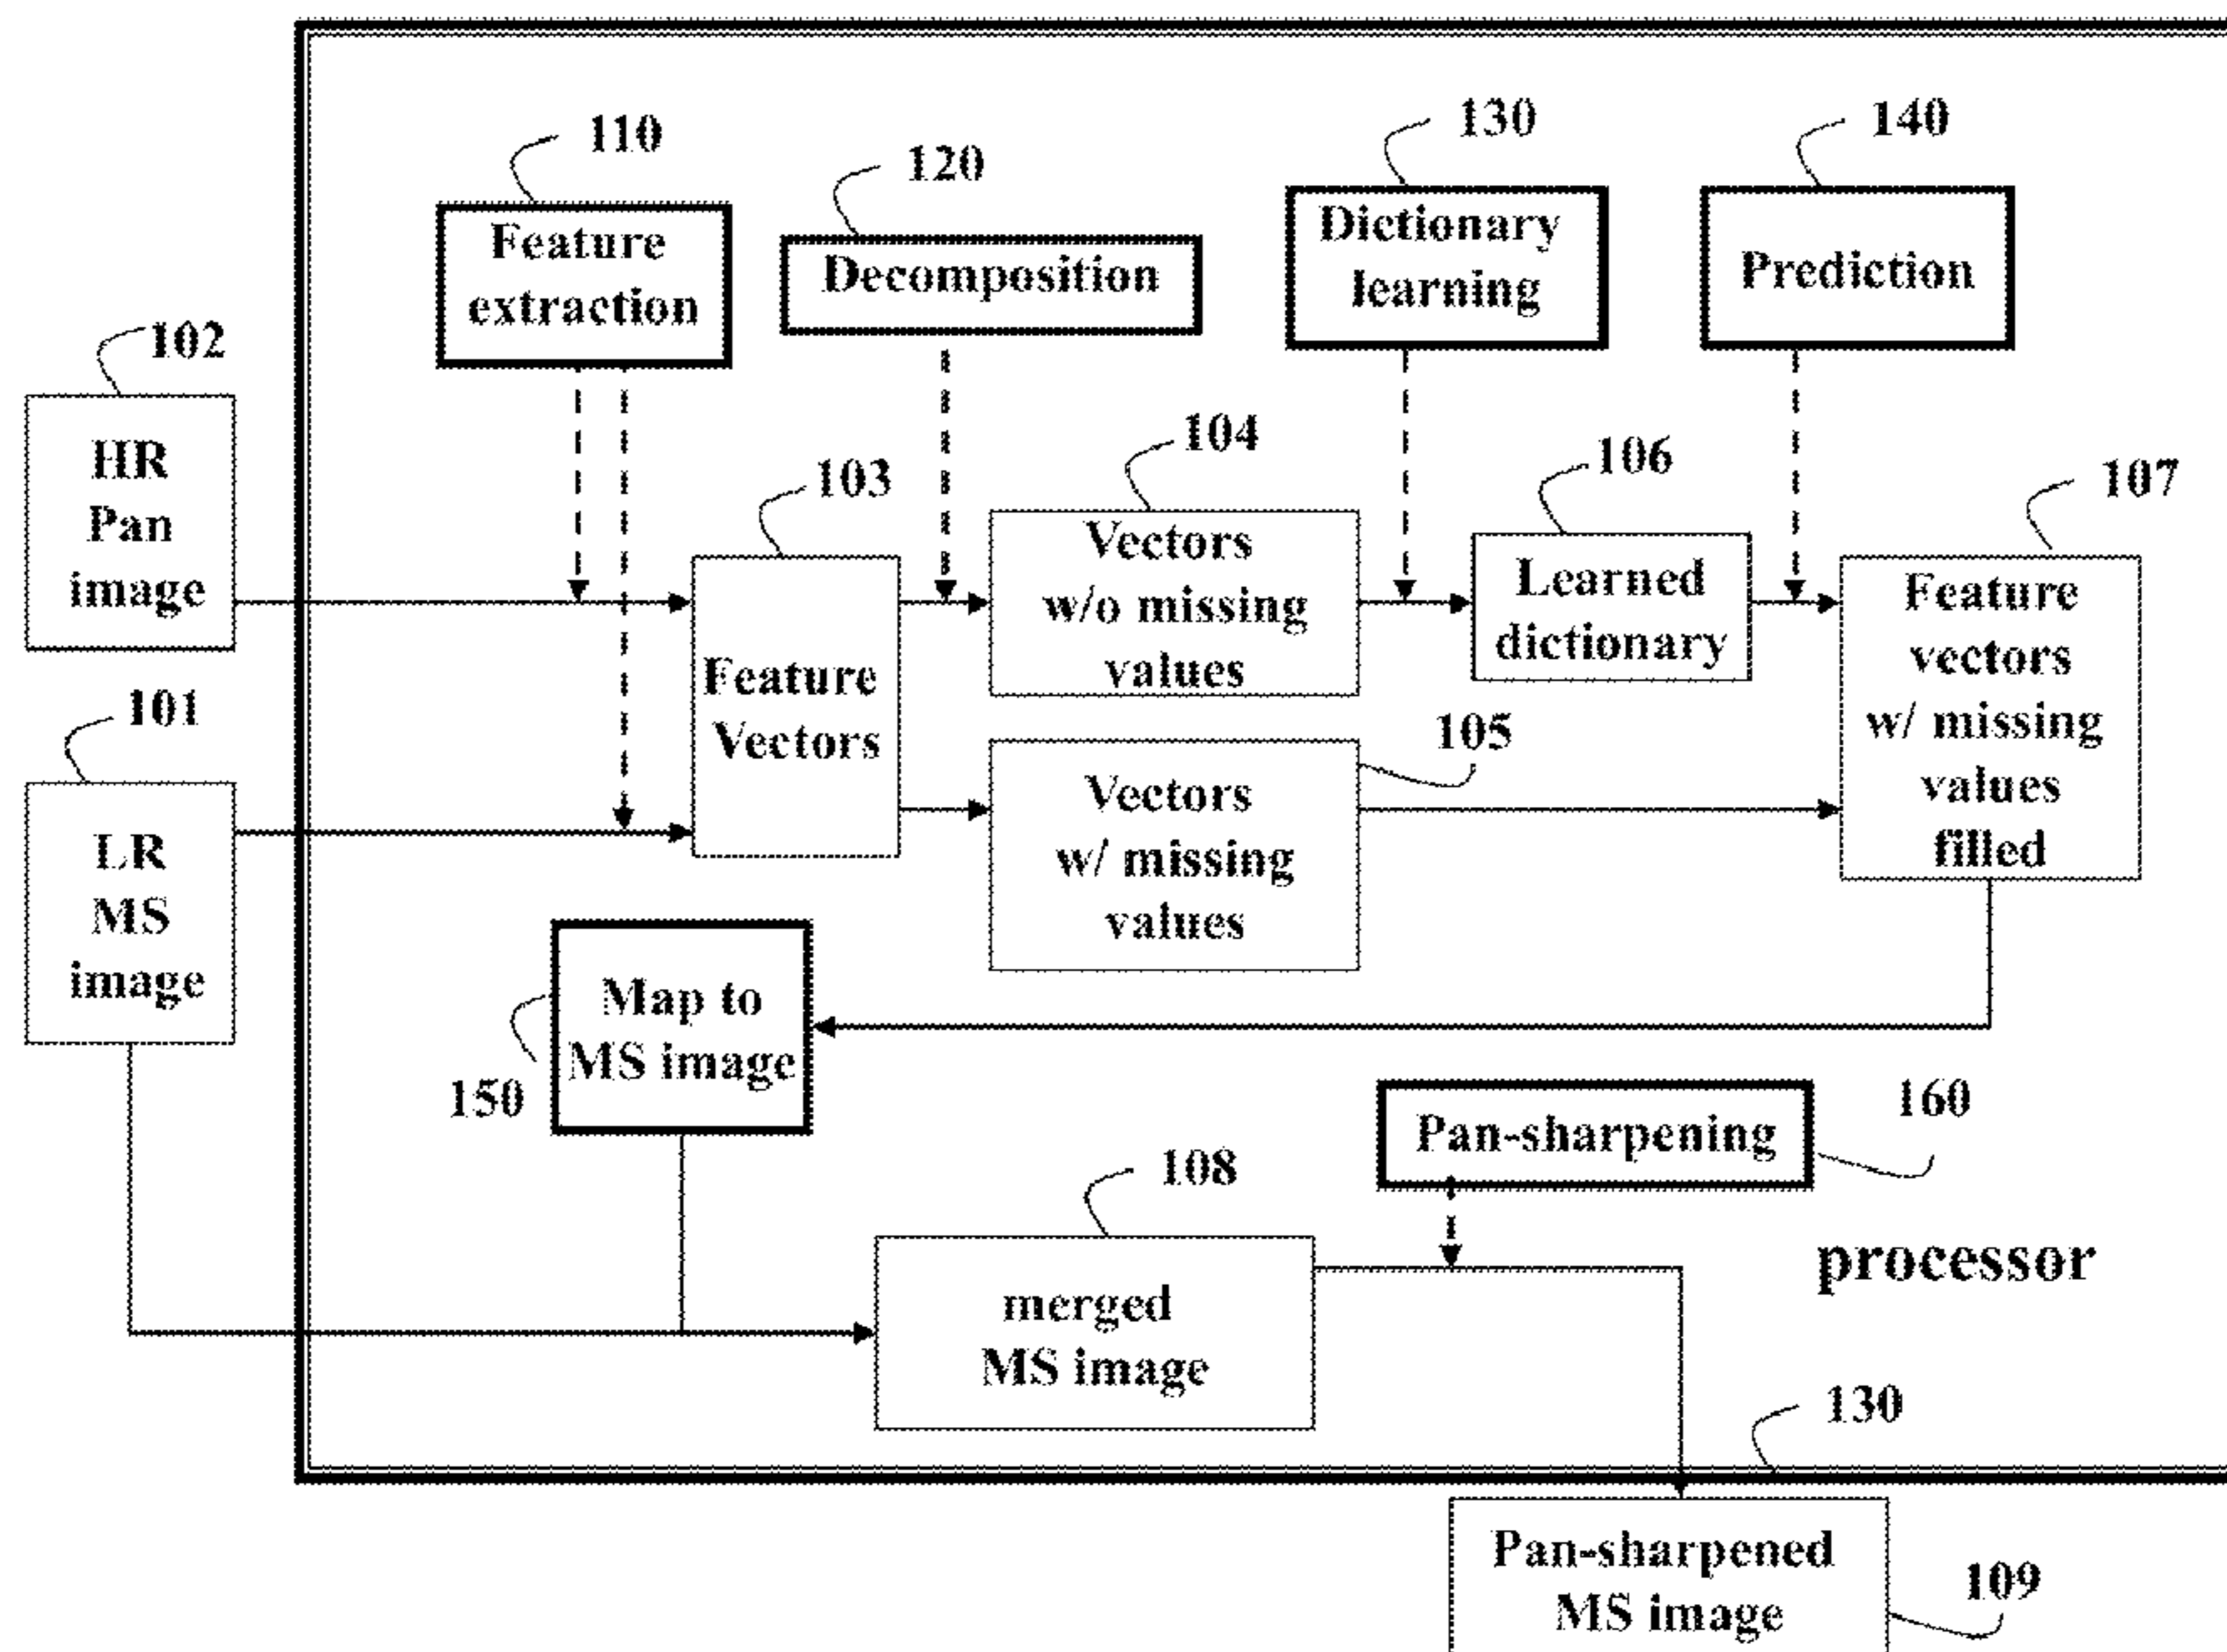 110
120
130
140
Feature
extraction
Decomposition
Dictionary
learning
Prediction
102
HR
Pan
image
103
104
106
107
Feature
Vectors
Vectors
w/o missing
values
Learned
dictionary
Feature
vectors
w/ missing
values
filled
101
LR
MS
image
105
Vectors
w/ missing
values
Map to
MS image
150
Pan-sharpening
160
108
merged
MS image
processor
130
Pan-sharpened
MS image
109